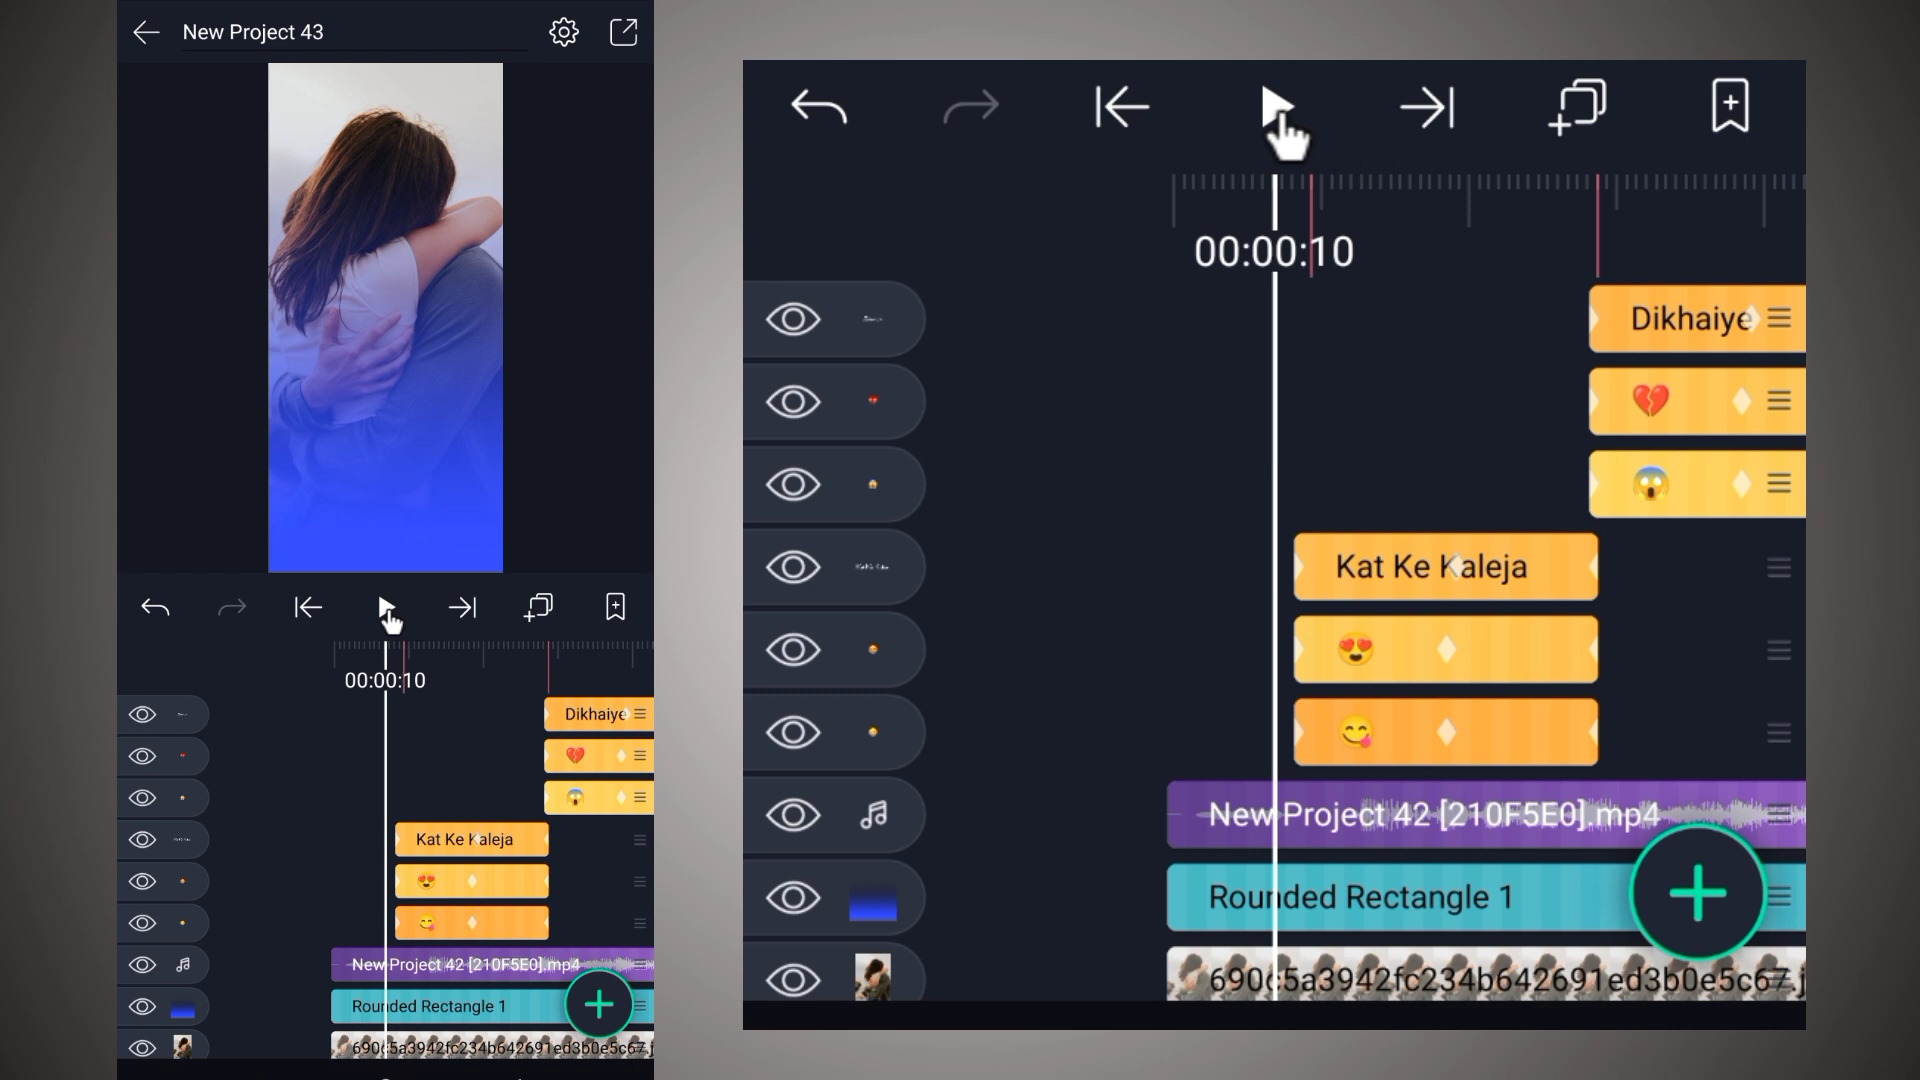 New Project 43
00:00:10
Dikhaiye
Kat Ke Kaleja
New Project 42 [210F5E0].mp4
Rounded Rectangle 1
690c5a3942fc234b642691ed3b0e5c67.j
00:00:10
Dikhaiye
Kat Ke Kaleja
New Project 42 [210F5E0].mp4
Rounded Rectangle 1
690c5a3942fc234b642691ed3b0e5c67.j